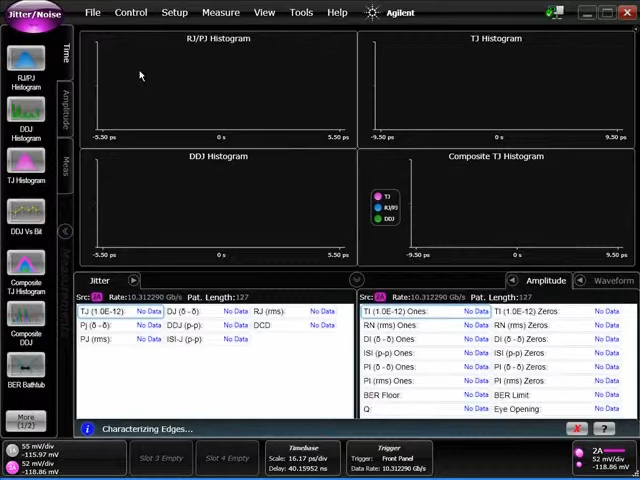 Jitter/Noise
File Control Setup Measure View Tools Help Agilent
Time
Amplitude
Meas
Measurements
RJ/PJ
Histogram
DDJ
Histogram
TJ Histogram
DDJ Vs Bit
Composite
TJ Histogram
Composite
DDJ
BER Bathtub
More
(1/2)
RJ/PJ Histogram
-5.50 ps 0 s 5.50 ps
TJ Histogram
-9.50 ps 0 s 9.50 ps
DDJ Histogram
-5.50 ps 0 s 5.50 ps
Composite TJ Histogram
TJ
RJ/PJ
DDJ
-9.50 ps 0 s 9.50 ps
Jitter
Src: 2A Rate:10.312290 Gb/s Pat. Length:127
TJ (1.0E-12): No Data DJ (δ - δ): No Data RJ (rms): No Data
Pj (δ - δ): No Data DDJ (p-p): No Data DCD No Data
PJ (rms): No Data ISI-J (p-p): No Data
Amplitude Waveform
Src: 2A Rate:10.312290 Gb/s Pat. Length:127
TI (1.0E-12) Ones: No Data TI (1.0E-12) Zeros: No Data
RN (rms) Ones: No Data RN (rms) Zeros: No Data
DI (δ - δ) Ones: No Data DI (δ - δ) Zeros: No Data
ISI (p-p) Ones: No Data ISI (p-p) Zeros: No Data
PI (δ - δ) Ones: No Data PI (δ - δ) Zeros: No Data
PI (rms) Ones: No Data PI (rms) Zeros: No Data
BER Floor: No Data BER Limit: No Data
Q: No Data Eye Opening: No Data
i Characterizing Edges...
X ?
1A 55 mV/div
-115.97 mV
2A 52 mV/div
-118.86 mV
Slot 3 Empty
Slot 4 Empty
Timebase
Scale: 16.17 ps/div
Delay: 40.15952 ns
Trigger
Trigger: Front Panel
Data Rate: 10.312290 Gb/s
2A
52 mV/div
-118.86 mV